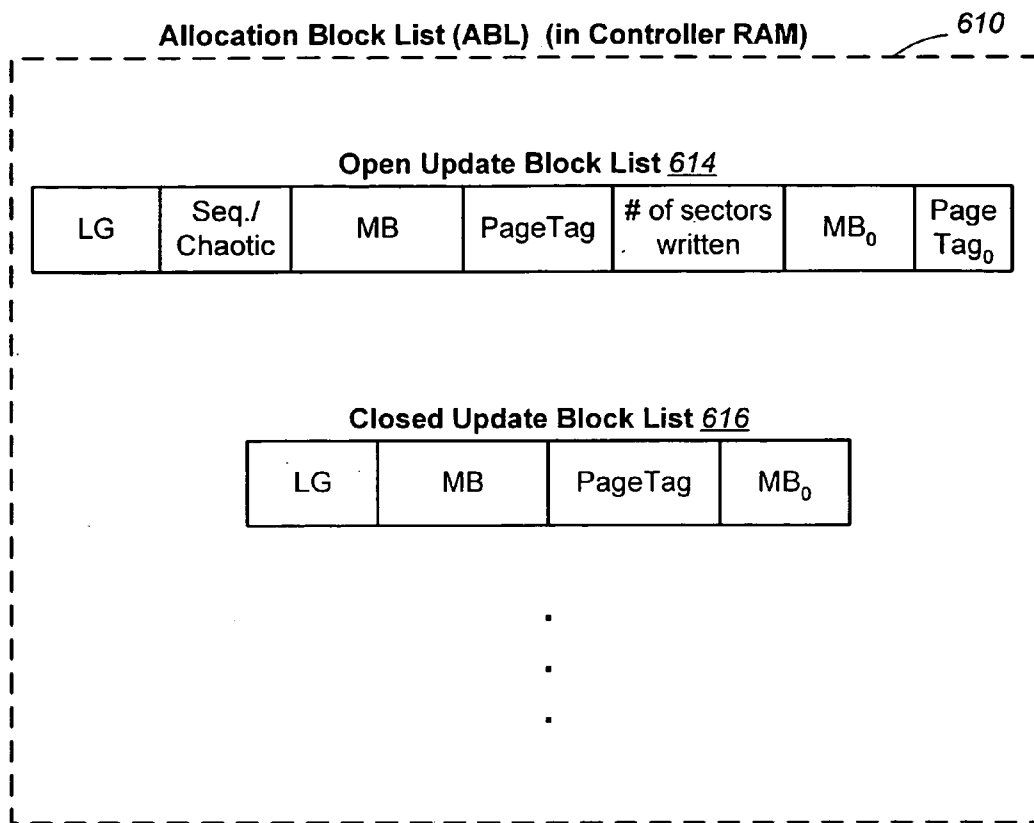 Allocation Block List (ABL) (in Controller RAM)
610
Open Update Block List 614
LG
Seq./
Chaotic
MB
PageTag
# of sectors
written
MB₀
Page
Tag₀
Closed Update Block List 616
LG
MB
PageTag
MB₀